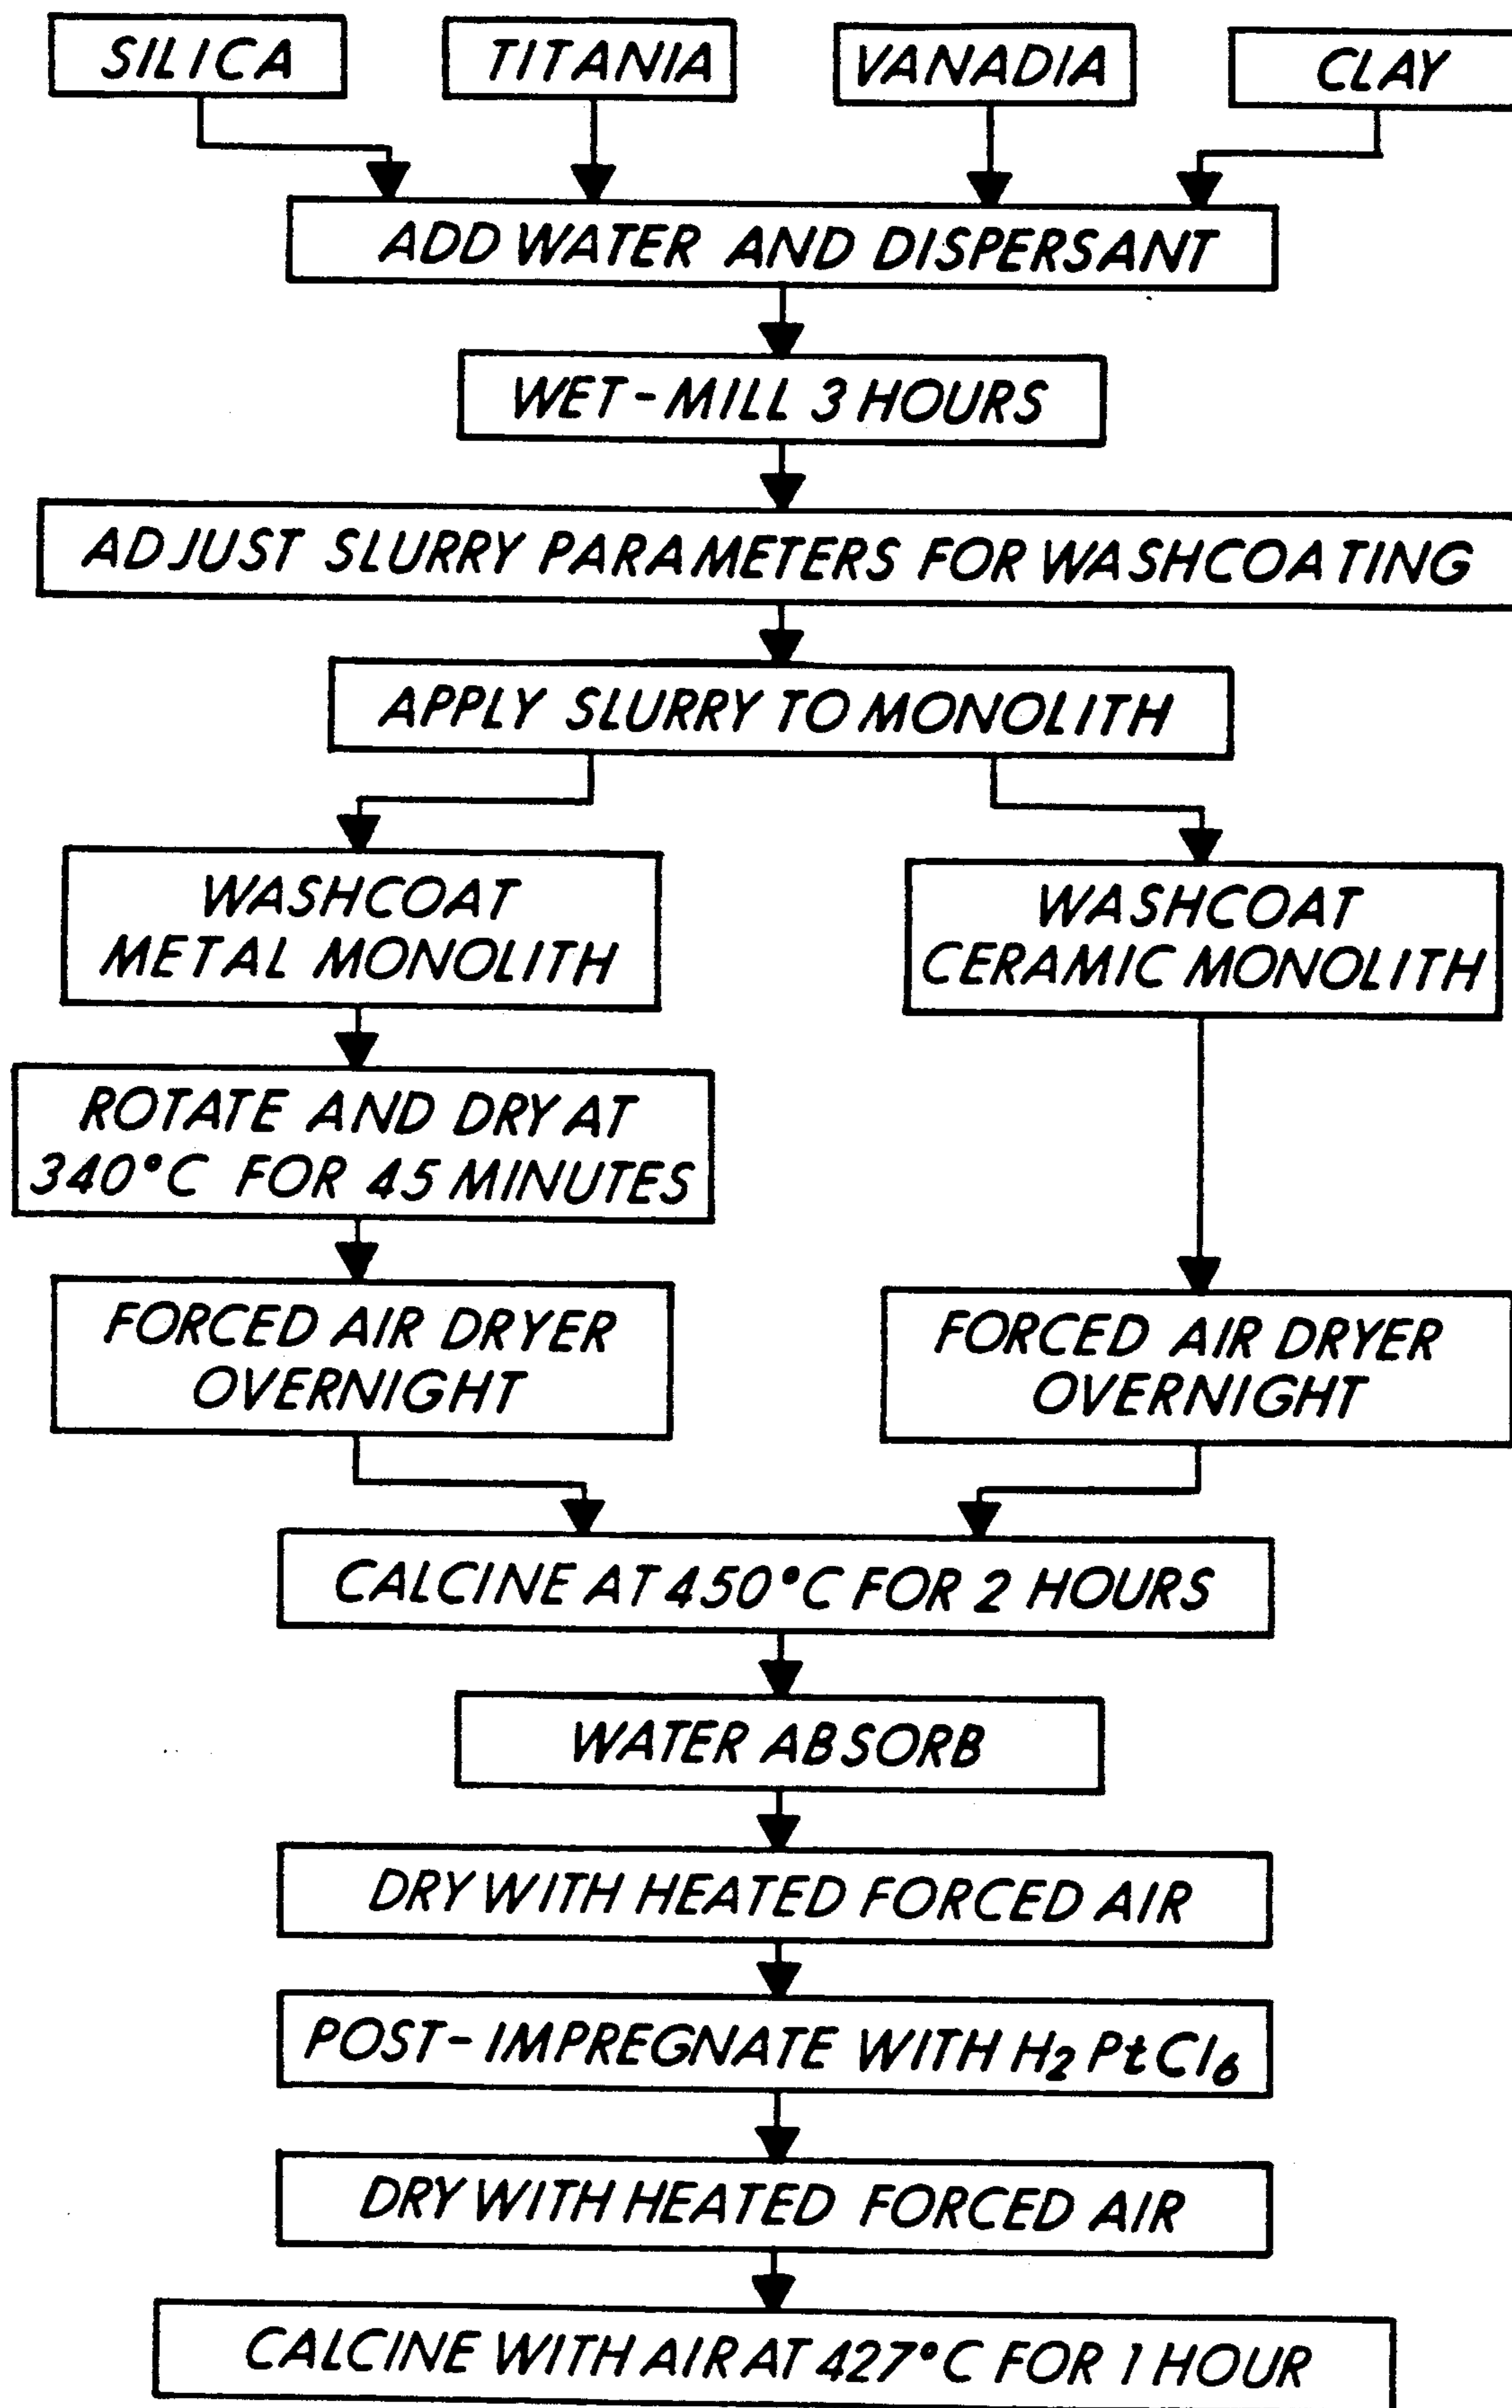 SILICA
TITANIA
VANADIA
CLAY
ADD WATER AND DISPERSANT
WET-MILL 3 HOURS
ADJUST SLURRY PARAMETERS FOR WASHCOATING
APPLY SLURRY TO MONOLITH
WASHCOAT
METAL MONOLITH
WASHCOAT
CERAMIC MONOLITH
ROTATE AND DRY AT
340°C FOR 45 MINUTES
FORCED AIR DRYER
OVERNIGHT
FORCED AIR DRYER
OVERNIGHT
CALCINE AT 450°C FOR 2 HOURS
WATER ABSORB
DRY WITH HEATED FORCED AIR
POST-IMPREGNATE WITH H₂PtCl₆
DRY WITH HEATED FORCED AIR
CALCINE WITH AIR AT 427°C FOR 1 HOUR